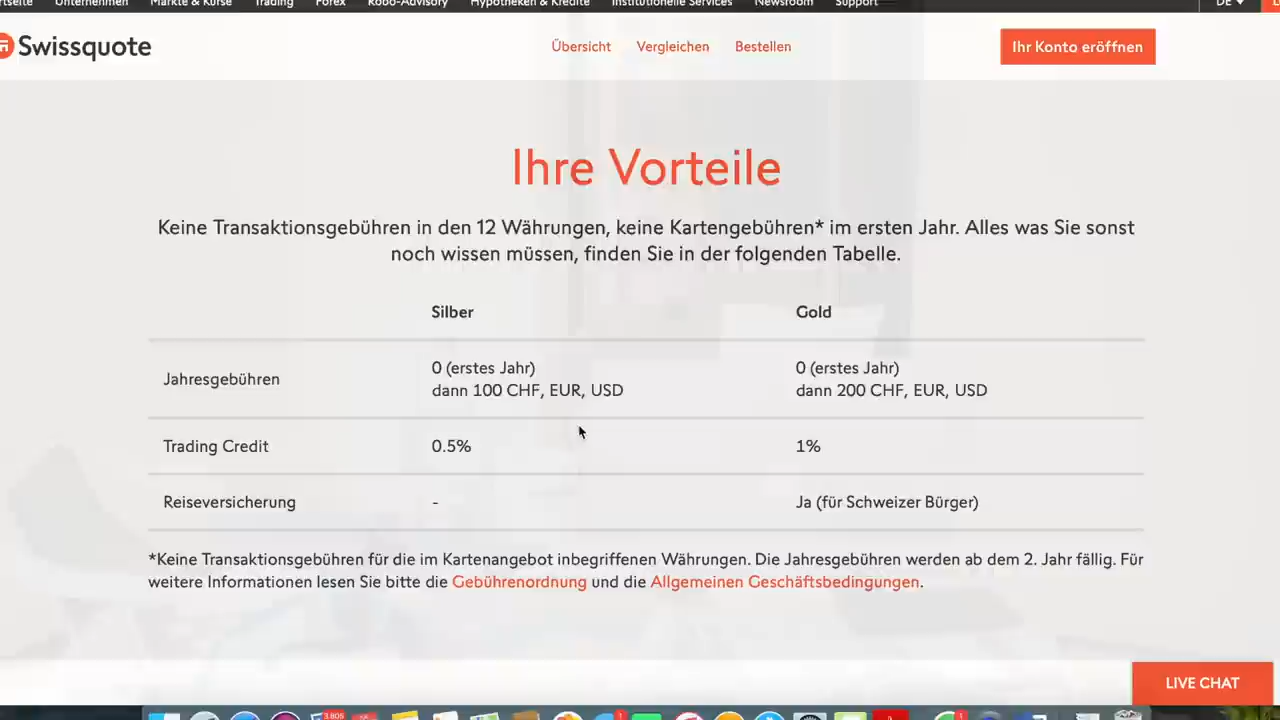 Unternehmen Märkte & Kurse Trading Forex Robo-Advisory Hypotheken & Kredite Institutionelle Services Newsroom Support DE
Swissquote
Übersicht Vergleichen Bestellen
Ihr Konto eröffnen
Ihre Vorteile
Keine Transaktionsgebühren in den 12 Währungen, keine Kartengebühren* im ersten Jahr. Alles was Sie sonst
noch wissen müssen, finden Sie in der folgenden Tabelle.
Silber Gold
Jahresgebühren
0 (erstes Jahr)
dann 100 CHF, EUR, USD
0 (erstes Jahr)
dann 200 CHF, EUR, USD
Trading Credit 0.5% 1%
Reiseversicherung - Ja (für Schweizer Bürger)
*Keine Transaktionsgebühren für die im Kartenangebot inbegriffenen Währungen. Die Jahresgebühren werden ab dem 2. Jahr fällig. Für
weitere Informationen lesen Sie bitte die Gebührenordnung und die Allgemeinen Geschäftsbedingungen.
LIVE CHAT
3.805
1
1